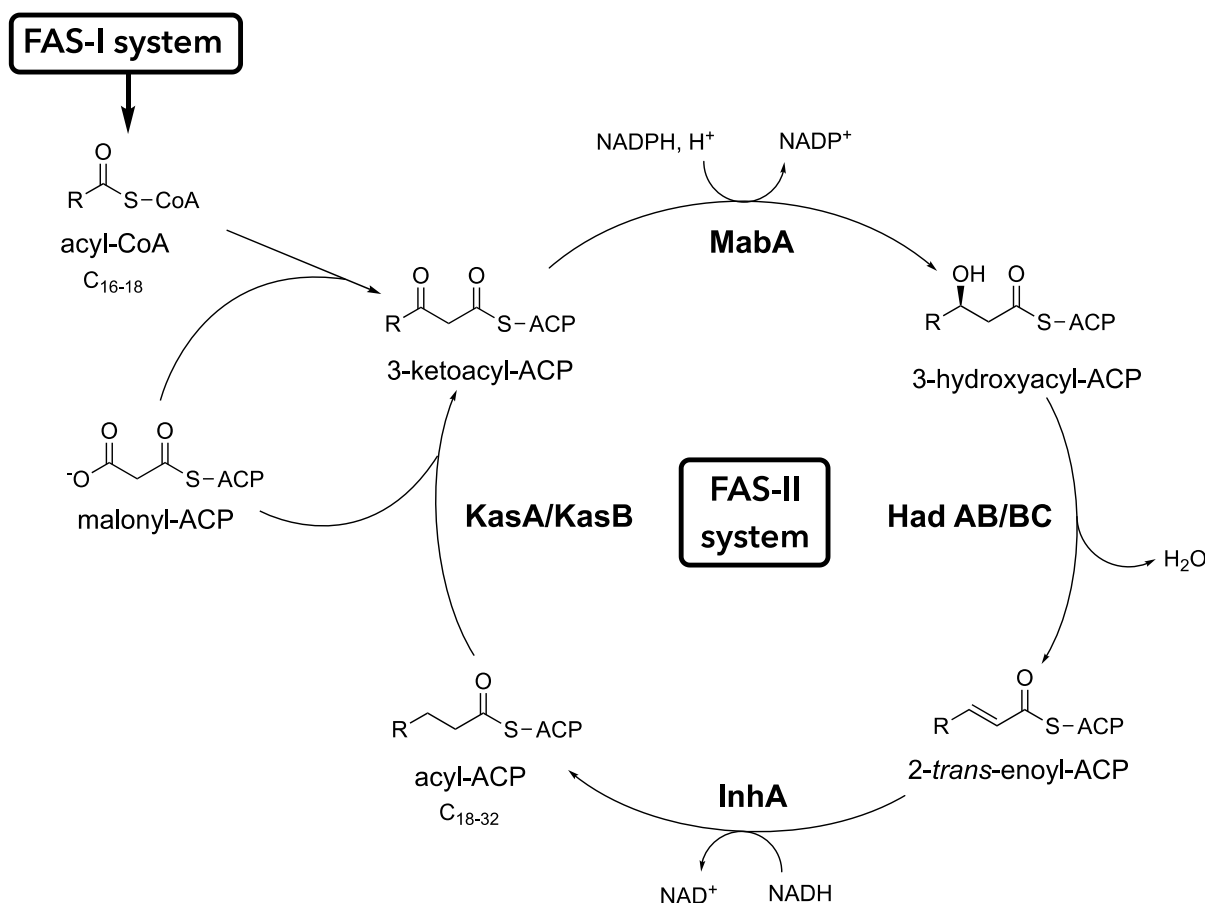 FAS-I system
O
R
S–CoA
acyl-CoA
C16-18
NADPH, H+
NADP+
MabA
O
O
R
S–ACP
3-ketoacyl-ACP
OH
O
R
S–ACP
3-hydroxyacyl-ACP
O
O
-O
S–ACP
malonyl-ACP
KasA/KasB
FAS-II
system
Had AB/BC
H2O
O
R
S–ACP
acyl-ACP
C18-32
O
R
S–ACP
2-trans-enoyl-ACP
InhA
NAD+
NADH